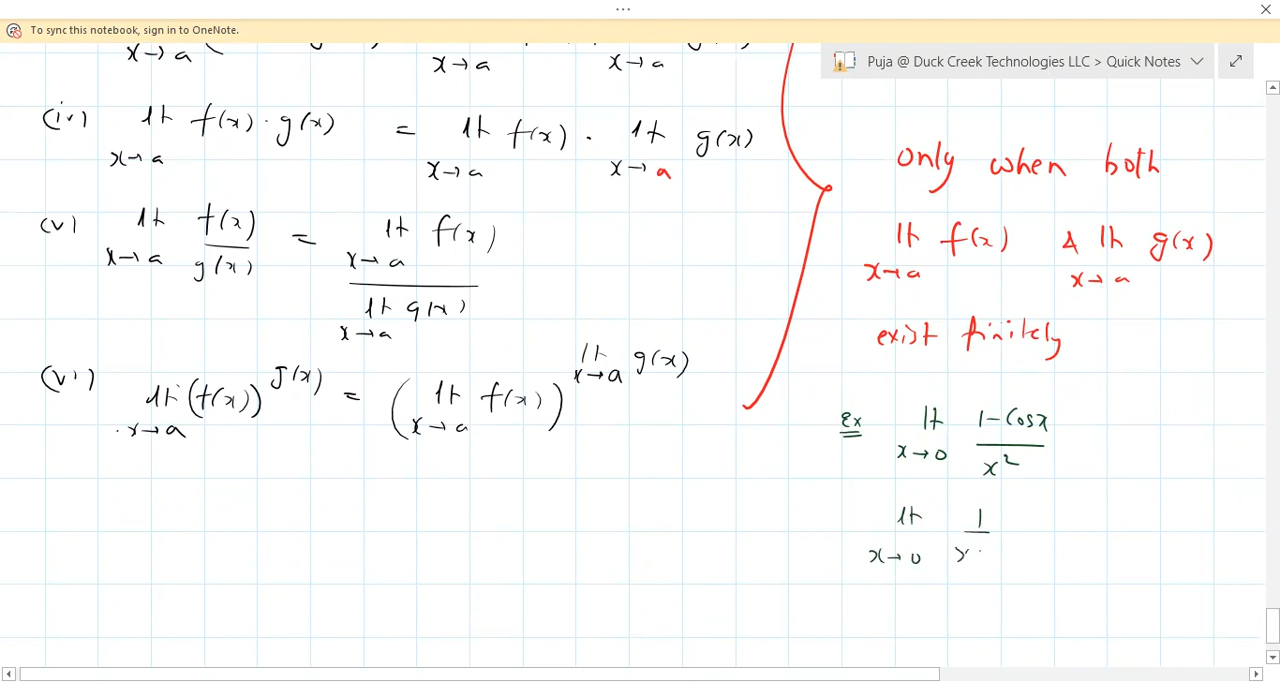 ...
To sync this notebook, sign in to OneNote.
Puja @ Duck Creek Technologies LLC > Quick Notes
x→a x→a x→a
(iv) lt x→a f(x) · g(x) = lt x→a f(x) · lt x→a g(x)
(v) lt x→a f(x)/g(x) = lt x→a f(x) / lt x→a g(x)
(vi) lt x→a (f(x))^g(x) = (lt x→a f(x))^lt x→a g(x)
only when both
lt x→a f(x) & lt x→a g(x)
exist finitely
Ex lt x→0 1-cosx/x²
lt x→0 1/x